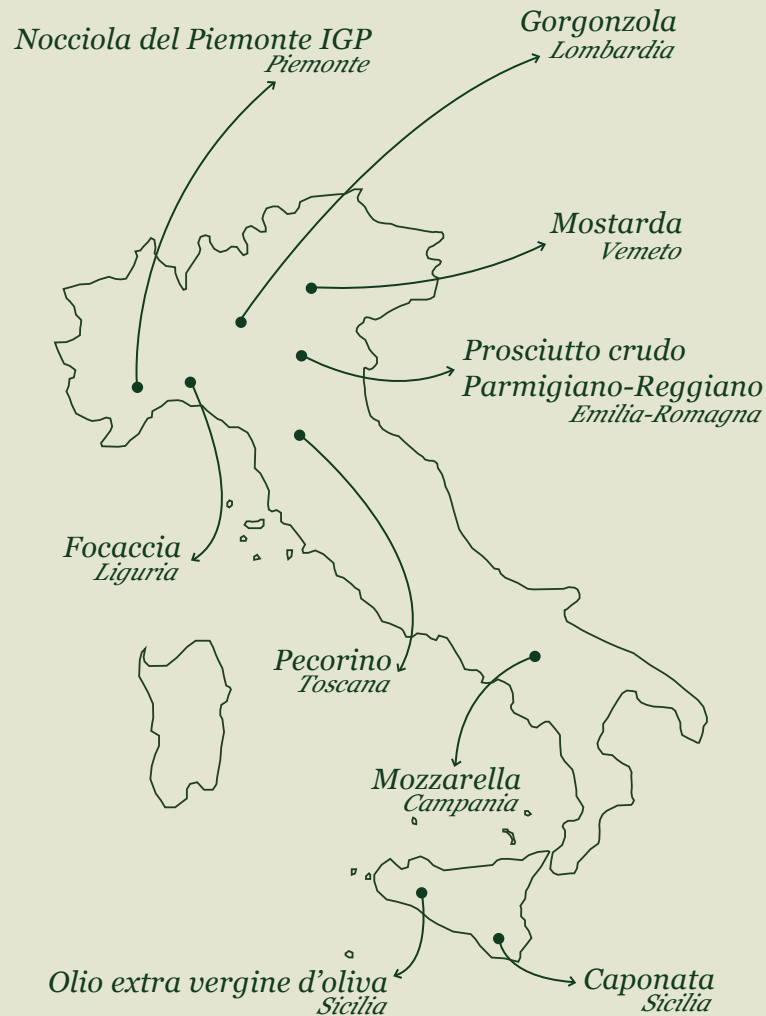 Nocciola del Piemonte IGP
Piemonte
Gorgonzola
Lombardia
Mostarda
Vemeto
Prosciutto crudo
Parmigiano-Reggiano
Emilia-Romagna
Focaccia
Liguria
Pecorino
Toscana
Mozzarella
Campania
Olio extra vergine d’oliva
Sicilia
Caponata
Sicilia